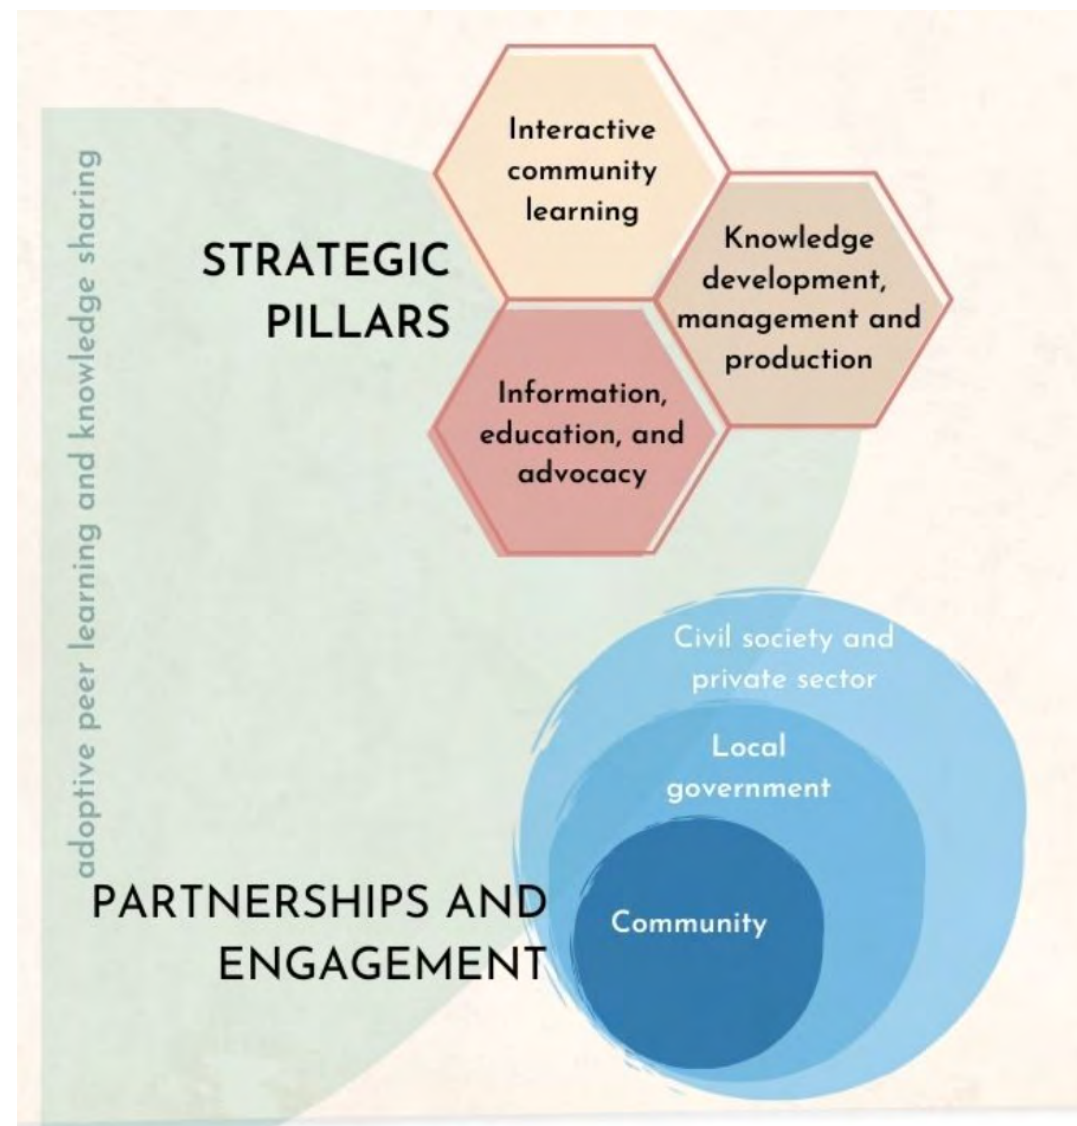 adoptive peer learning and knowledge sharing
STRATEGIC
PILLARS
Interactive
community
learning
Knowledge
development,
management and
production
Information,
education, and
advocacy
PARTNERSHIPS AND
ENGAGEMENT
Civil society and
private sector
Local
government
Community